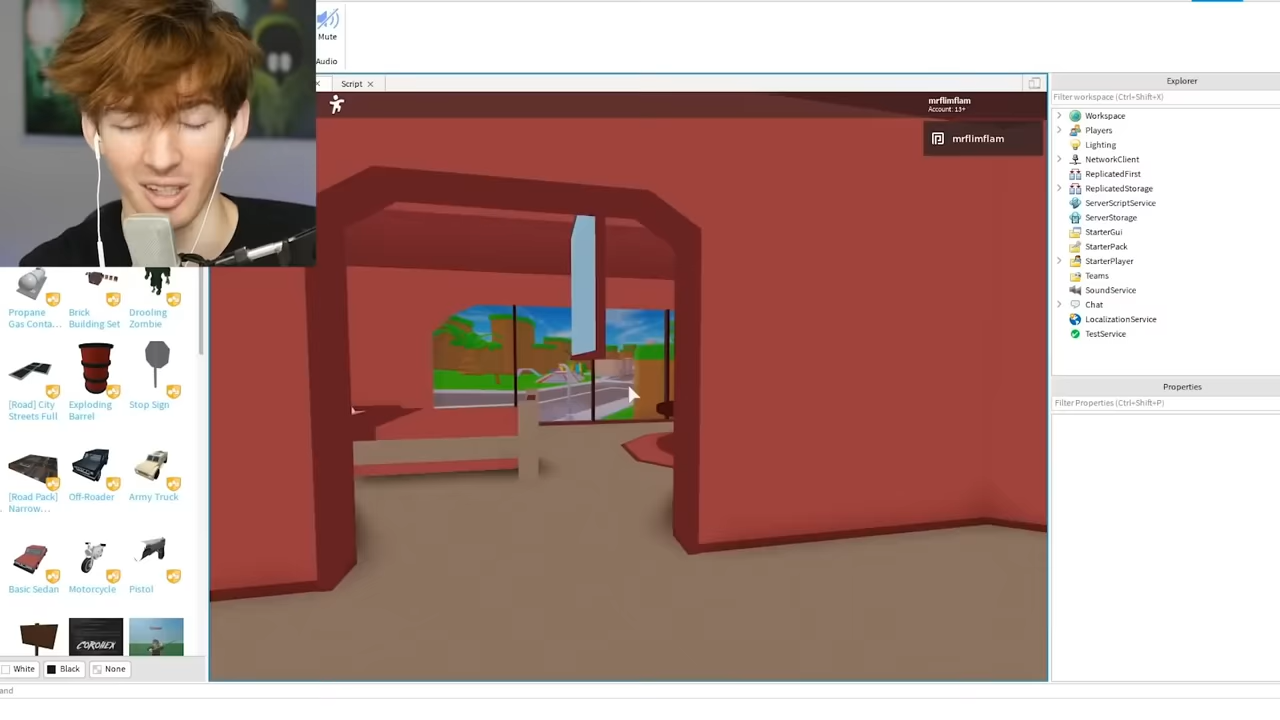 Mute
Audio
Script
Explorer
Filter workspace (Ctrl+Shift+X)
mrflimflam
Account: 13+
mrflimflam
Workspace
Players
Lighting
NetworkClient
ReplicatedFirst
ReplicatedStorage
ServerScriptService
ServerStorage
StarterGui
StarterPack
StarterPlayer
Teams
SoundService
Chat
LocalizationService
TestService
Properties
Filter Properties (Ctrl+Shift+P)
Propane Brick Drooling
Gas Conta... Building Set Zombie
[Road] City Exploding Stop Sign
Streets Full Barrel
[Road Pack] Off-Roader Army Truck
Narrow...
Basic Sedan Motorcycle Pistol
White Black None
and